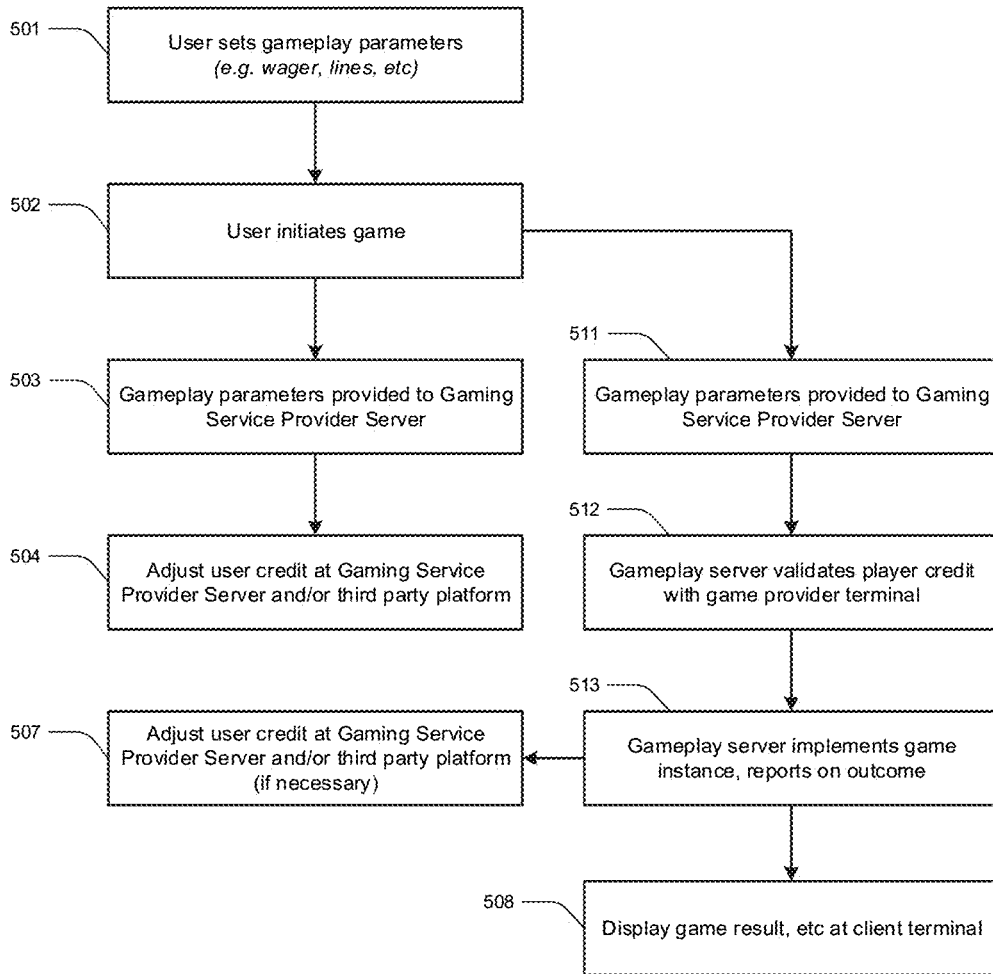 501
User sets gameplay parameters
(e.g. wager, lines, etc)
502
User initiates game
503
Gameplay parameters provided to Gaming
Service Provider Server
511
Gameplay parameters provided to Gaming
Service Provider Server
504
Adjust user credit at Gaming Service
Provider Server and/or third party platform
512
Gameplay server validates player credit
with game provider terminal
507
Adjust user credit at Gaming Service
Provider Server and/or third party platform
(if necessary)
513
Gameplay server implements game
instance, reports on outcome
508
Display game result, etc at client terminal